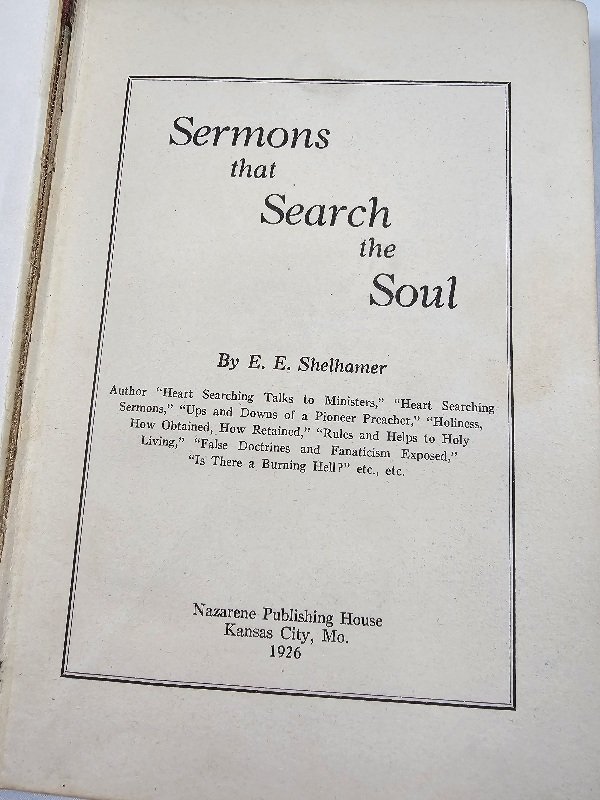 Sermons
that
Search
the
Soul
By E. E. Shelhamer
Author "Heart Searching Talks to Ministers," "Heart Searching
Sermons," "Ups and Downs of a Pioneer Preacher," "Holiness,
How Obtained, How Retained," "Rules and Helps to Holy
Living," "False Doctrines and Fanaticism Exposed,"
"Is There a Burning Hell?" etc., etc.
Nazarene Publishing House
Kansas City, Mo.
1926